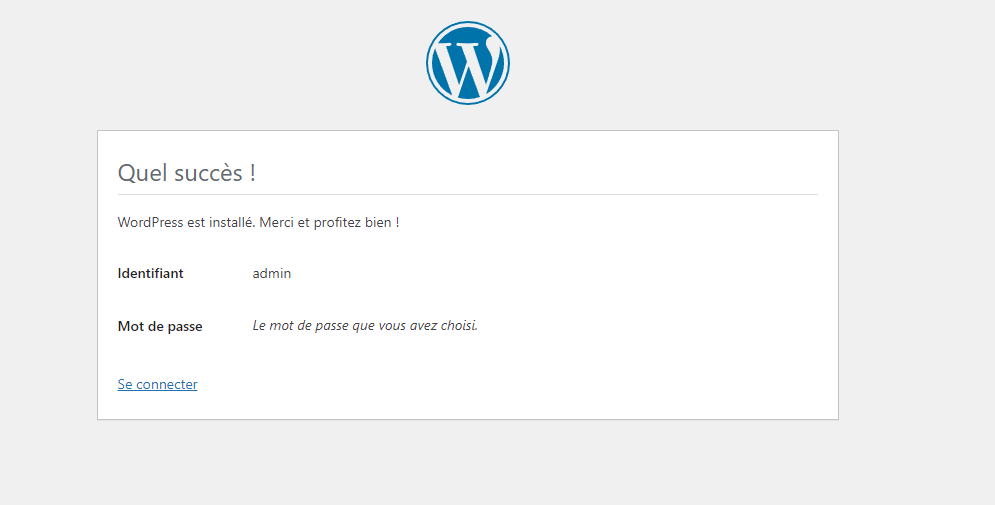 Quel succès !
WordPress est installé. Merci et profitez bien !
Identifiant admin
Mot de passe Le mot de passe que vous avez choisi.
Se connecter